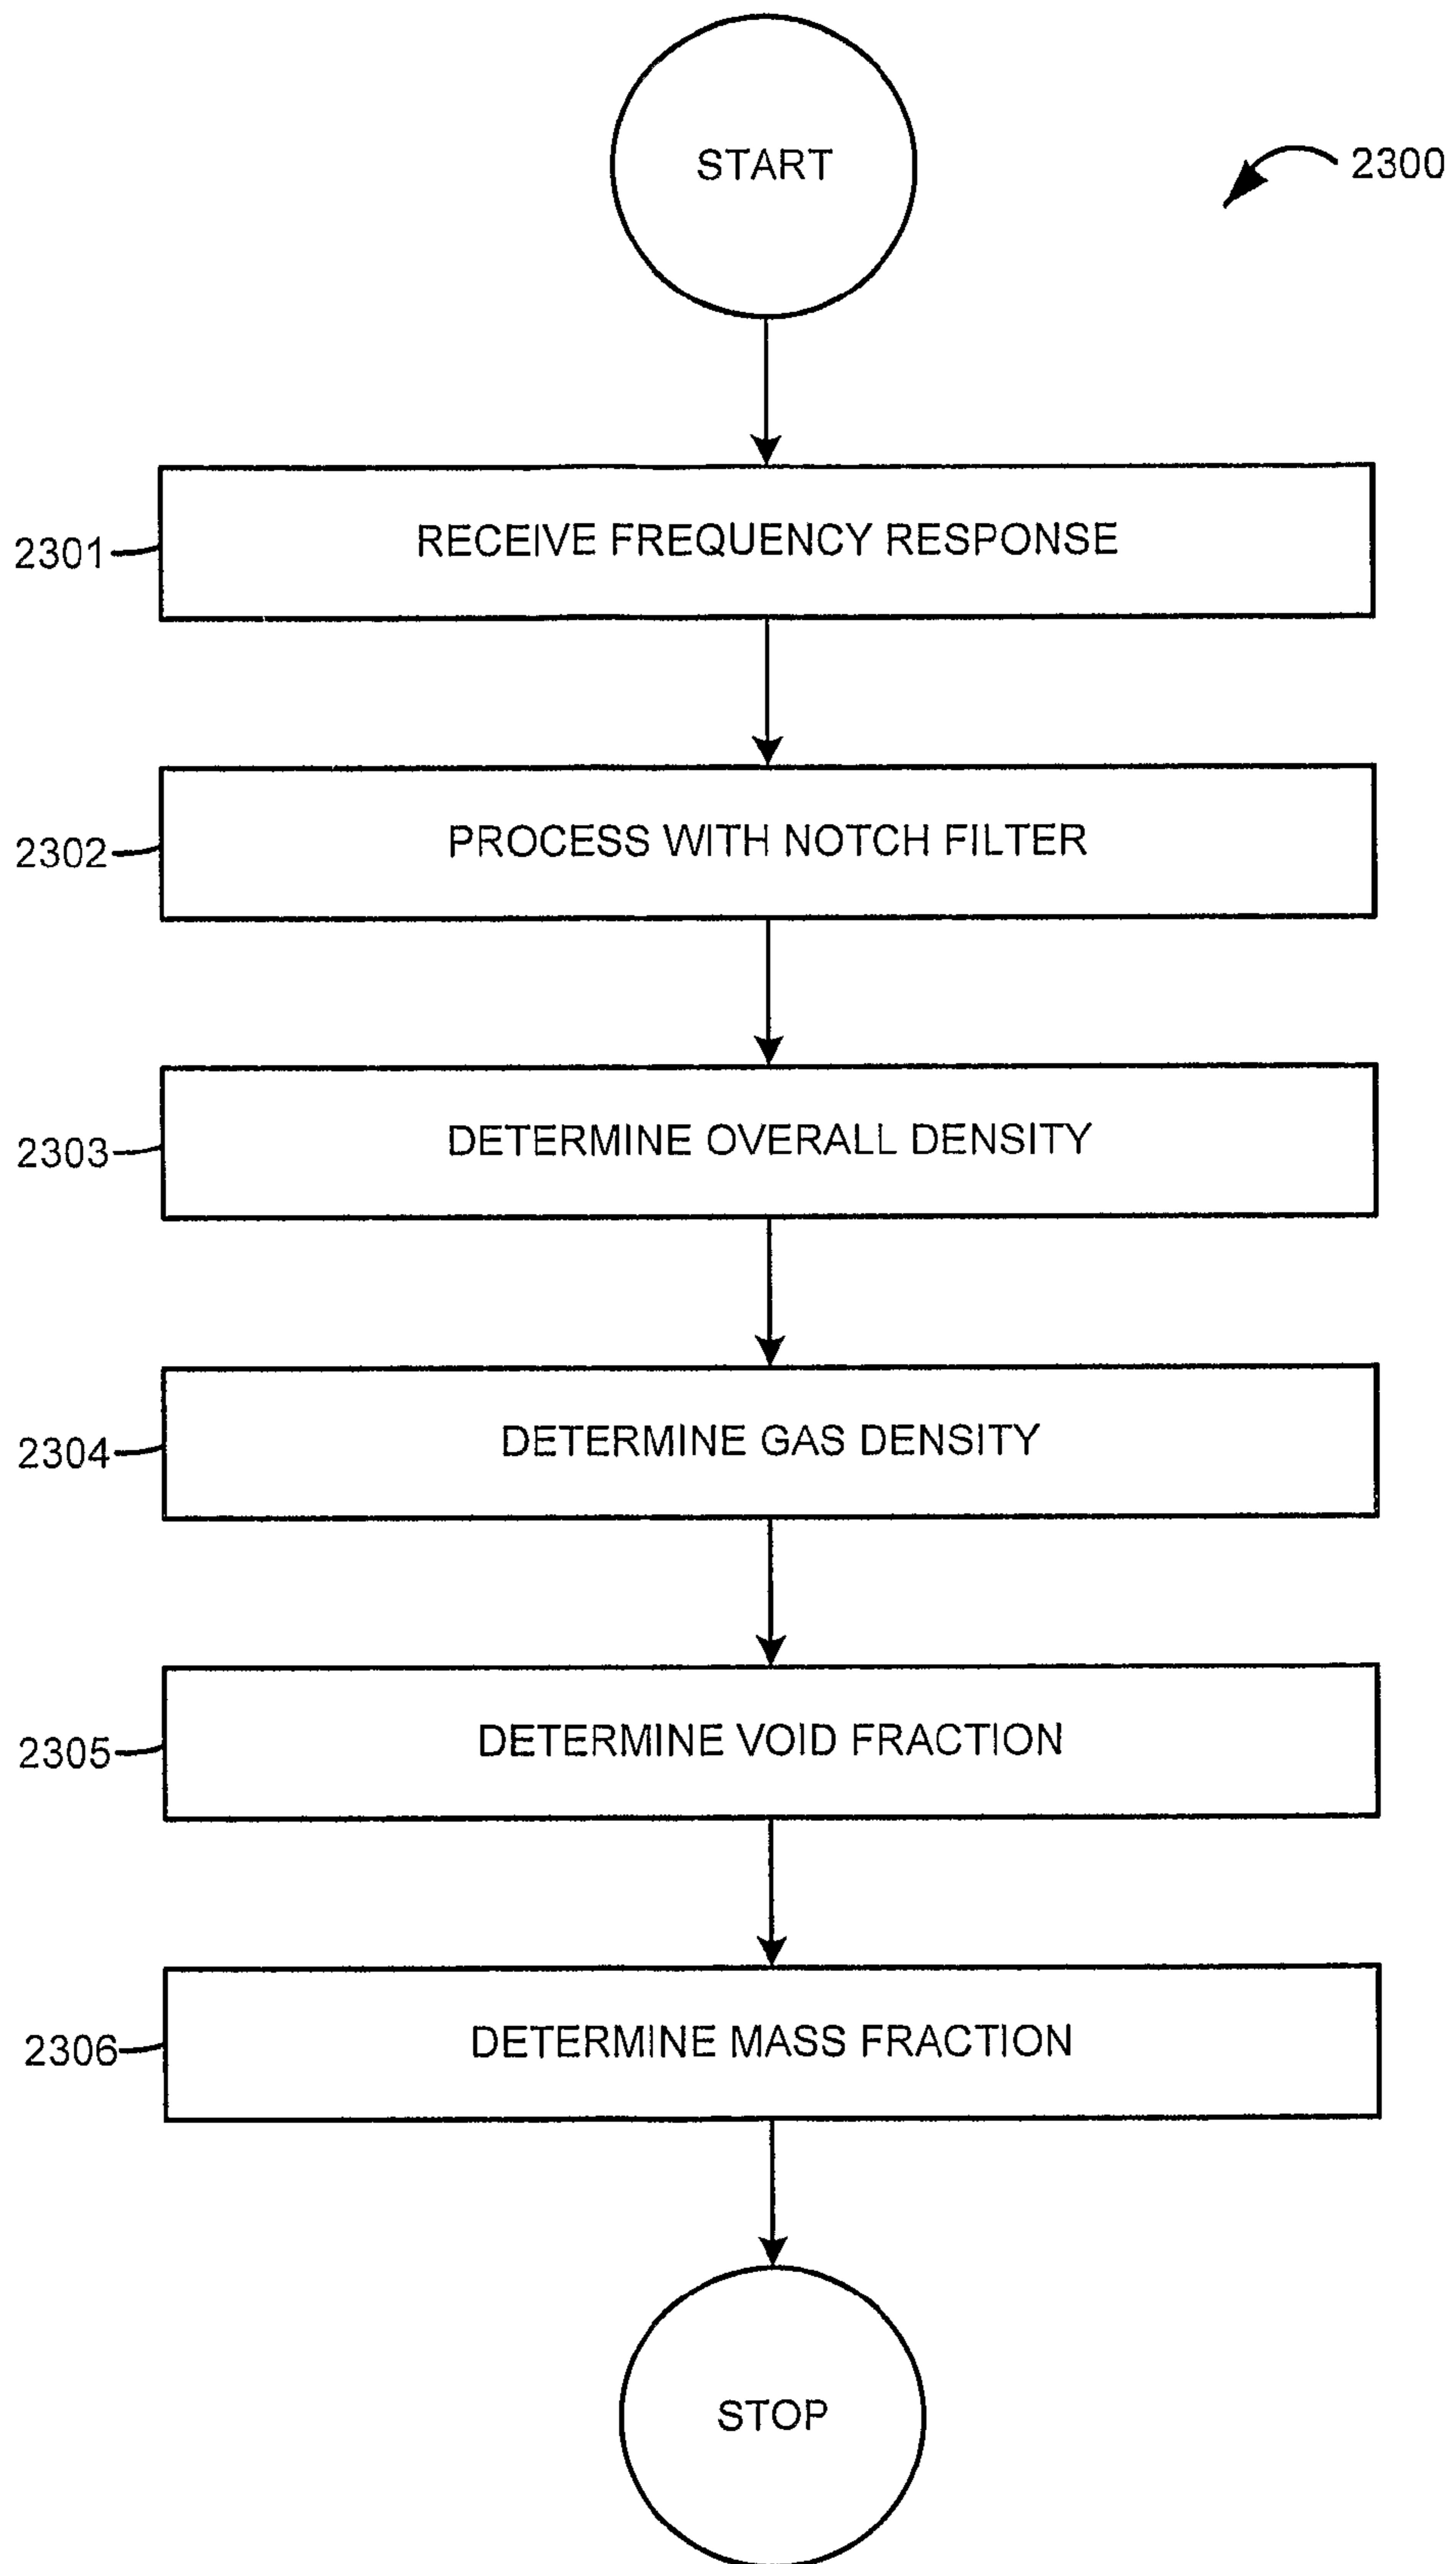 START
2300
2301
RECEIVE FREQUENCY RESPONSE
2302
PROCESS WITH NOTCH FILTER
2303
DETERMINE OVERALL DENSITY
2304
DETERMINE GAS DENSITY
2305
DETERMINE VOID FRACTION
2306
DETERMINE MASS FRACTION
STOP